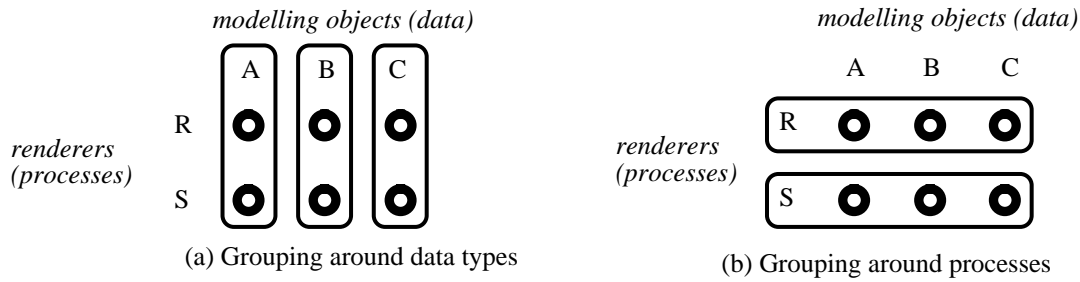 modelling objects (data)
A B C
R
renderers
(processes)
S
(a) Grouping around data types
modelling objects (data)
A B C
R
renderers
(processes)
S
(b) Grouping around processes